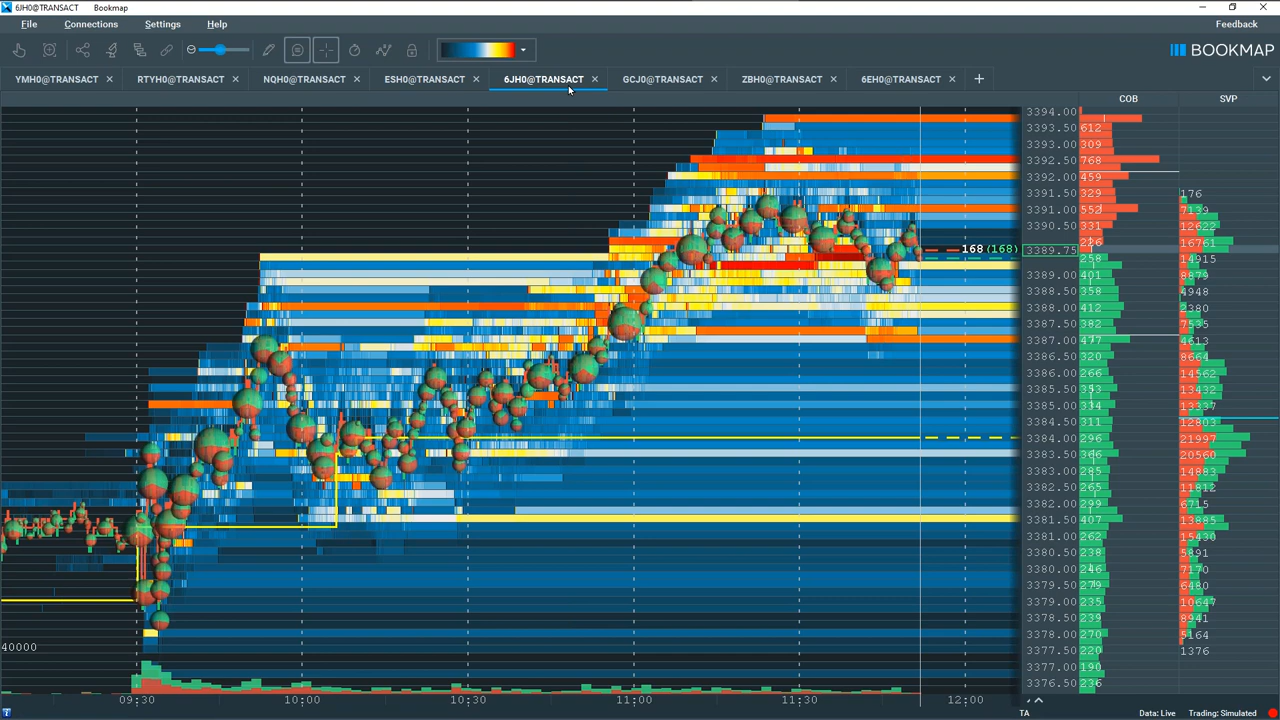 6JH0@TRANSACT Bookmap
File Connections Settings Help Feedback
BOOKMAP
YMH0@TRANSACT RTYH0@TRANSACT NQH0@TRANSACT ESH0@TRANSACT 6JH0@TRANSACT GCJ0@TRANSACT ZBH0@TRANSACT 6EH0@TRANSACT
COB SVP
3394.00
3393.50 612
3393.00 309
3392.50 768
3392.00 459
3391.50 329 176
3391.00 552 7139
3390.50 331 12622
226 16761
168(168) 3389.75
258 14915
3389.00 401 8879
3388.50 358 4948
3388.00 412 2380
3387.50 382 7535
3387.00 477 4613
3386.50 320 8664
3386.00 266 14562
3385.50 353 13432
3385.00 334 13337
3384.50 311 12803
3384.00 296 21997
3383.50 366 20560
3383.00 285 14883
3382.50 265 11812
3382.00 299 6715
3381.50 407 13885
3381.00 262 15430
3380.50 238 5891
3380.00 246 7170
3379.50 279 6480
3379.00 235 10647
3378.50 239 8941
3378.00 270 5164
40000 3377.50 220 1376
3377.00 190
3376.50 236
09:30 10:00 10:30 11:00 11:30 12:00
TA Data: Live Trading: Simulated